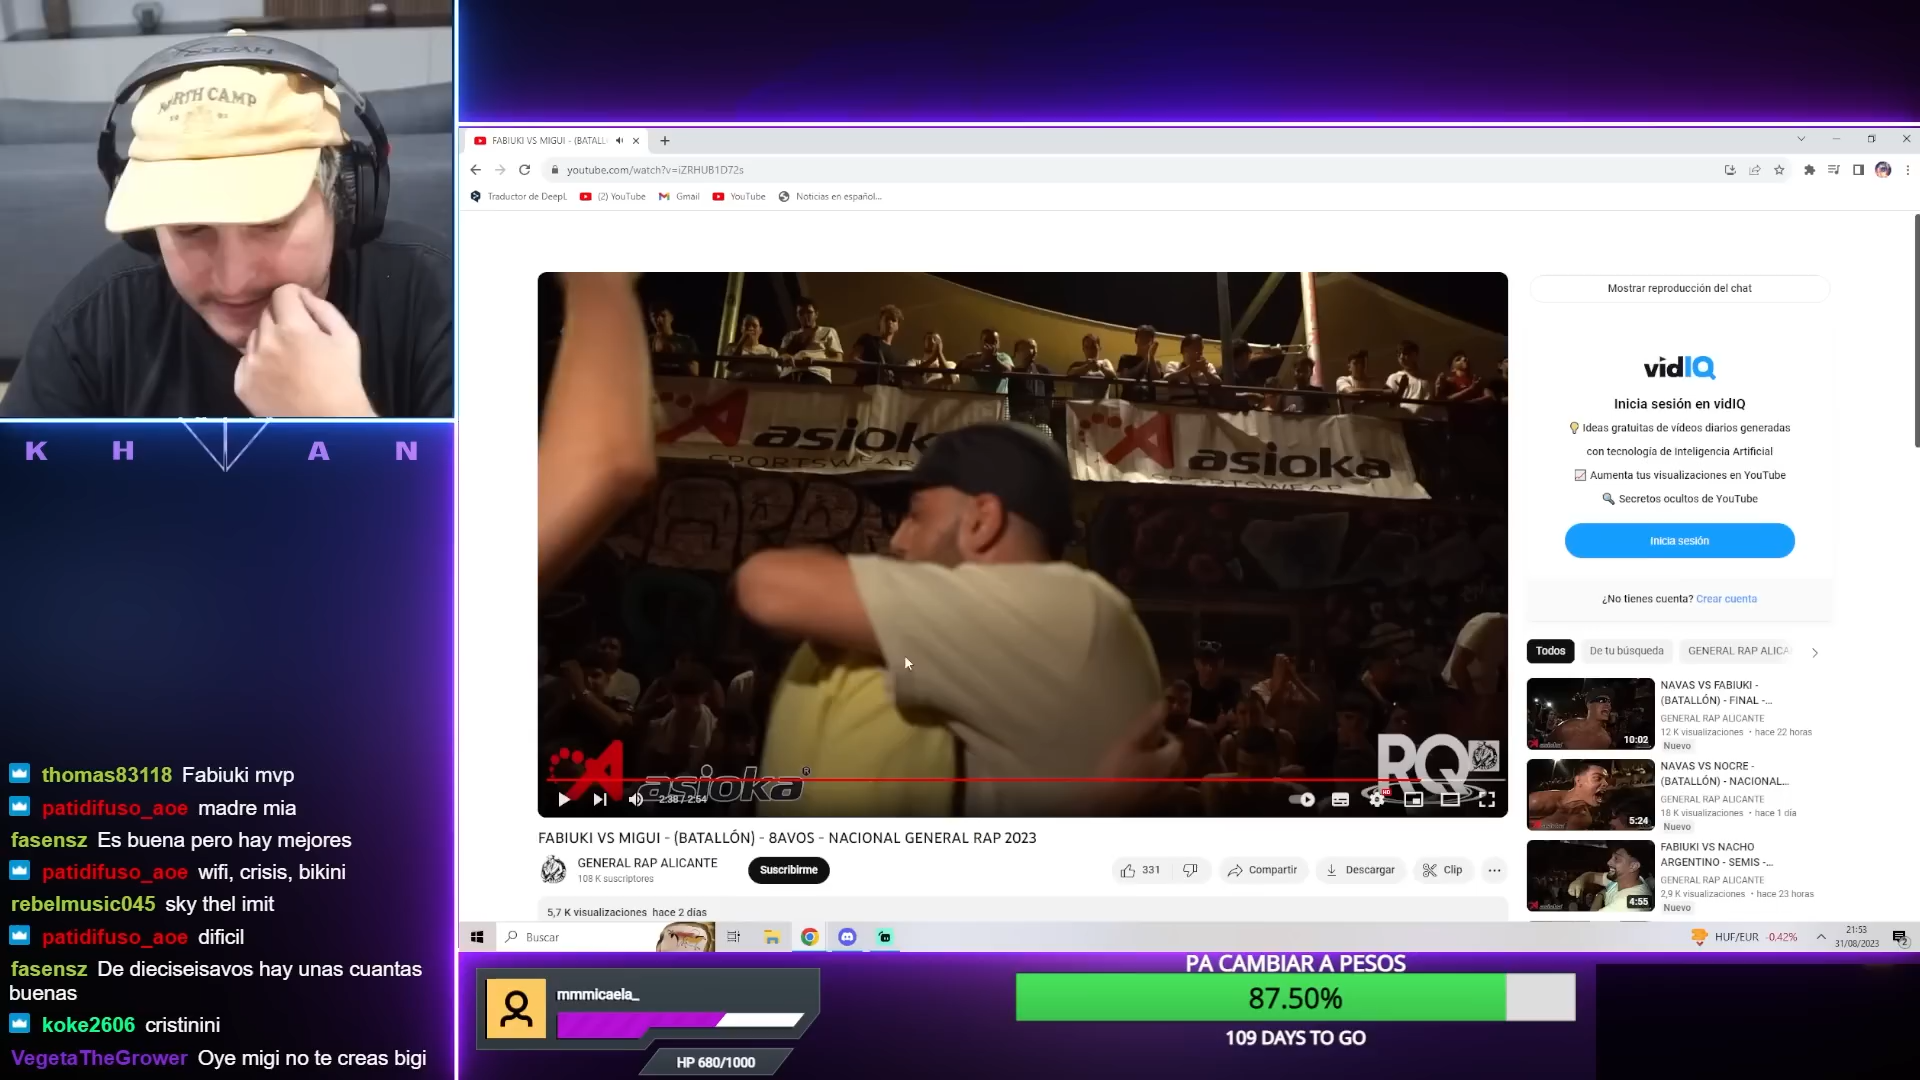 NORTH CAMP
K H A N
FABIUKI VS MIGUI - (BATALL
youtube.com/watch?v=iZRHUB1D72s
Traductor de DeepL
(2) YouTube
Gmail
YouTube
Noticias en español...
asioka
SPORTSWEAR
asioka
SPORTSWEAR
asioka
RQ
2:38 / 2:54
HD
FABIUKI VS MIGUI - (BATALLÓN) - 8AVOS - NACIONAL GENERAL RAP 2023
GENERAL RAP ALICANTE
108 K suscriptores
Suscribirme
331
Compartir
Descargar
Clip
5,7 K visualizaciones hace 2 días
Mostrar reproducción del chat
vidIQ
Inicia sesión en vidIQ
Ideas gratuitas de vídeos diarios generadas
con tecnología de Inteligencia Artificial
Aumenta tus visualizaciones en YouTube
Secretos ocultos de YouTube
Inicia sesión
¿No tienes cuenta? Crear cuenta
Todos
De tu búsqueda
GENERAL RAP ALICA
NAVAS VS FABIUKI -
(BATALLÓN) - FINAL -...
GENERAL RAP ALICANTE
12 K visualizaciones • hace 22 horas
Nuevo
10:02
NAVAS VS NOCRE -
(BATALLÓN) - NACIONAL...
GENERAL RAP ALICANTE
18 K visualizaciones • hace 1 día
Nuevo
5:24
FABIUKI VS NACHO
ARGENTINO - SEMIS -...
GENERAL RAP ALICANTE
2,9 K visualizaciones • hace 23 horas
Nuevo
4:55
thomas83118 Fabiuki mvp
patidifuso_aoe madre mia
fasensz Es buena pero hay mejores
patidifuso_aoe wifi, crisis, bikini
rebelmusic045 sky thel imit
patidifuso_aoe dificil
fasensz De dieciseisavos hay unas cuantas
buenas
koke2606 cristinini
VegetaTheGrower Oye migi no te creas bigi
Buscar
HUF/EUR -0.42%
21:53
31/08/2023
2
mmmicaela_
HP 680/1000
PA CAMBIAR A PESOS
87.50%
109 DAYS TO GO